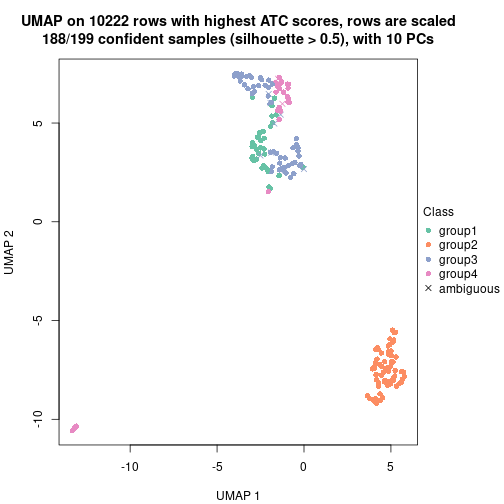 UMAP on 10222 rows with highest ATC scores, rows are scaled
188/199 confident samples (silhouette > 0.5), with 10 PCs
5
0
-5
-10
UMAP 2
-10
-5
0
5
UMAP 1
Class
group1
group2
group3
group4
ambiguous